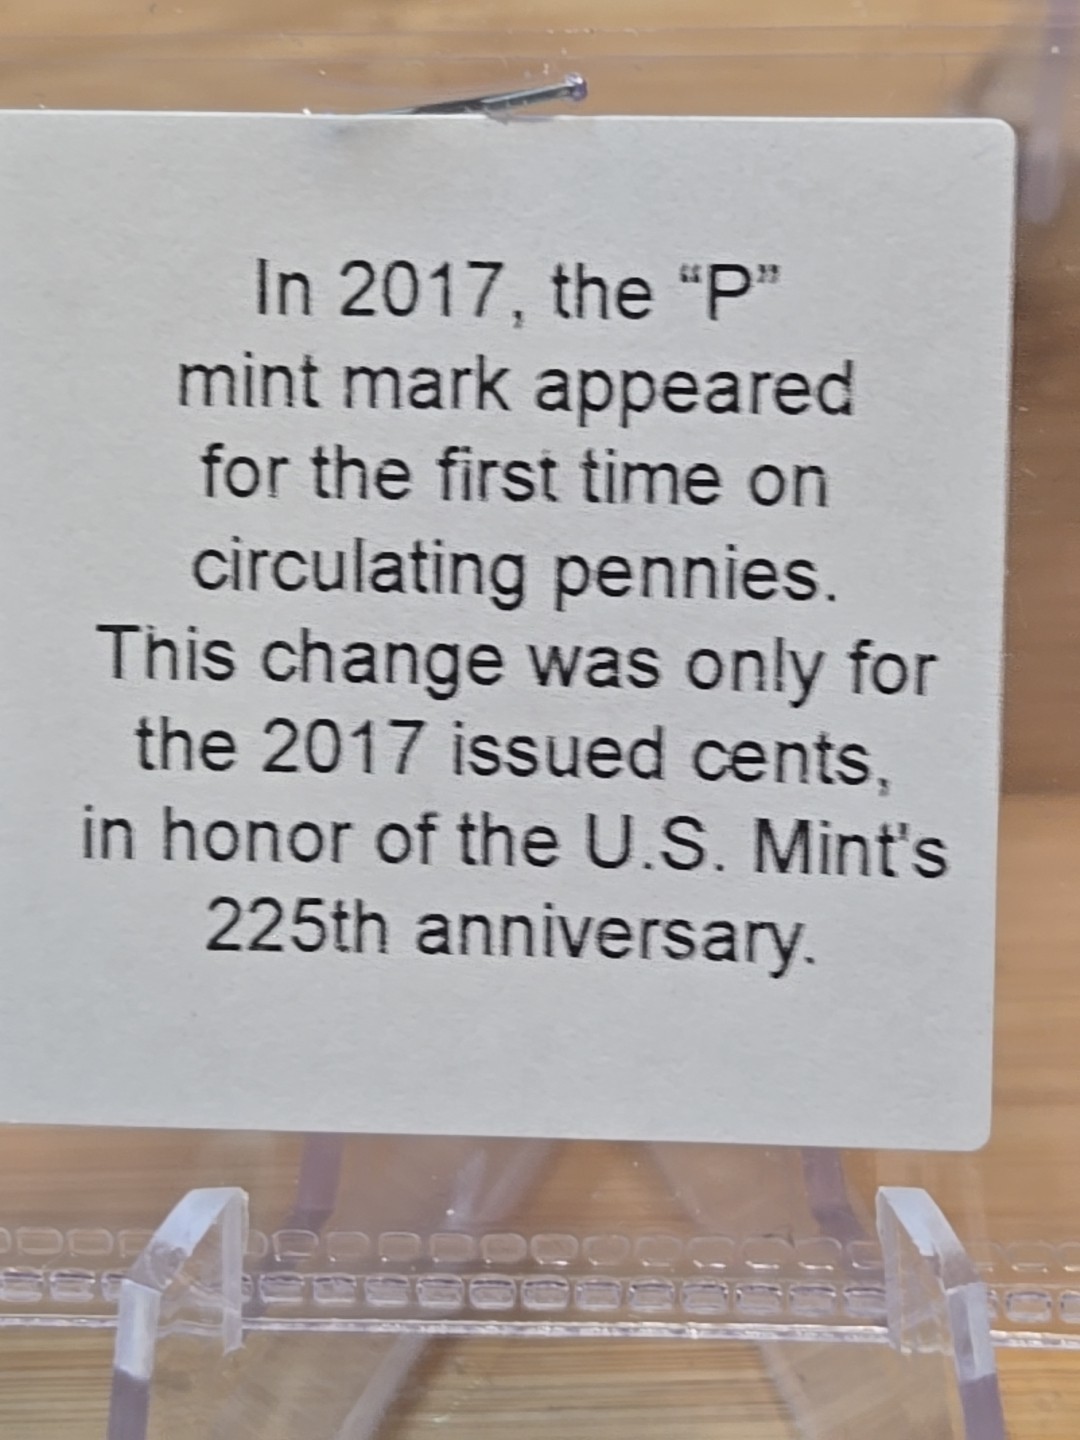 In 2017, the “P”
mint mark appeared
for the first time on
circulating pennies.
This change was only for
the 2017 issued cents,
in honor of the U.S. Mint's
225th anniversary.